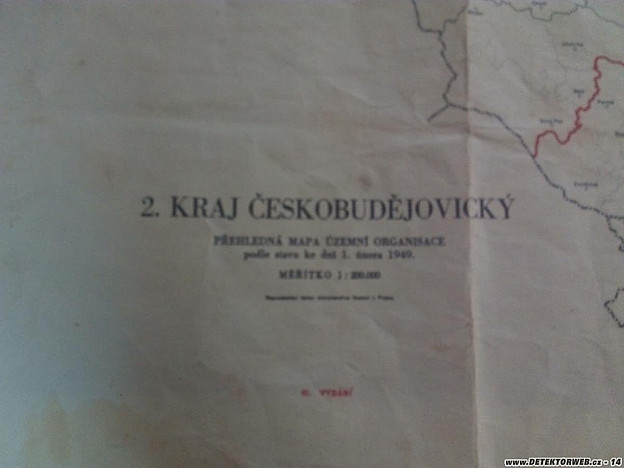 2. KRAJ ČESKOBUDĚJOVICKÝ
PŘEHLEDNÁ MAPA ÚZEMNÍ ORGANISACE
podle stavu ke dni 1. února 1949.
MĚŘÍTKO 1 : 200.000
VYDÁNÍ
www.DETEKTORWEB.cz - 14